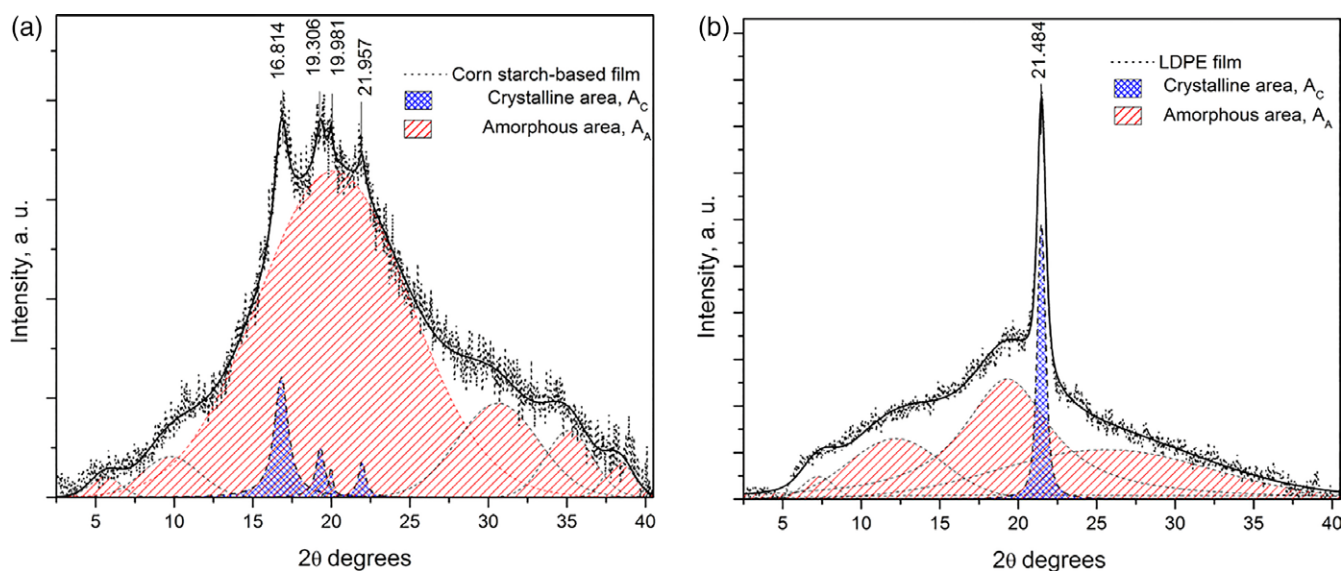 (a)
16.814
19.306
19.981
21.957
Corn starch-based film
Crystalline area, A_C
Amorphous area, A_A
Intensity, a. u.
5 10 15 20 25 30 35 40
2θ degrees
(b)
21.484
LDPE film
Crystalline area, A_C
Amorphous area, A_A
Intensity, a. u.
5 10 15 20 25 30 35 40
2θ degrees